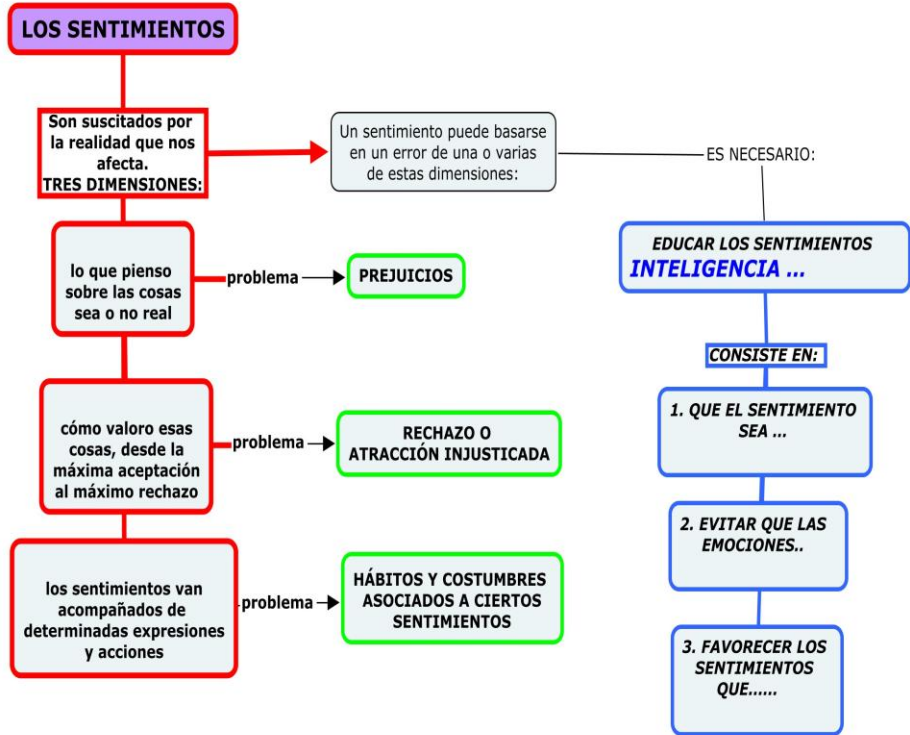 LOS SENTIMIENTOS
Son suscitados por
la realidad que nos
afecta.
TRES DIMENSIONES:
Un sentimiento puede basarse
en un error de una o varias
de estas dimensiones:
ES NECESARIO:
lo que pienso
sobre las cosas
sea o no real
problema
PREJUICIOS
cómo valoro esas
cosas, desde la
máxima aceptación
al máximo rechazo
problema
RECHAZO O
ATRACCIÓN INJUSTICADA
los sentimientos van
acompañados de
determinadas expresiones
y acciones
problema
HÁBITOS Y COSTUMBRES
ASOCIADOS A CIERTOS
SENTIMIENTOS
EDUCAR LOS SENTIMIENTOS
INTELIGENCIA ...
CONSISTE EN:
1. QUE EL SENTIMIENTO
SEA ...
2. EVITAR QUE LAS
EMOCIONES..
3. FAVORECER LOS
SENTIMIENTOS
QUE......